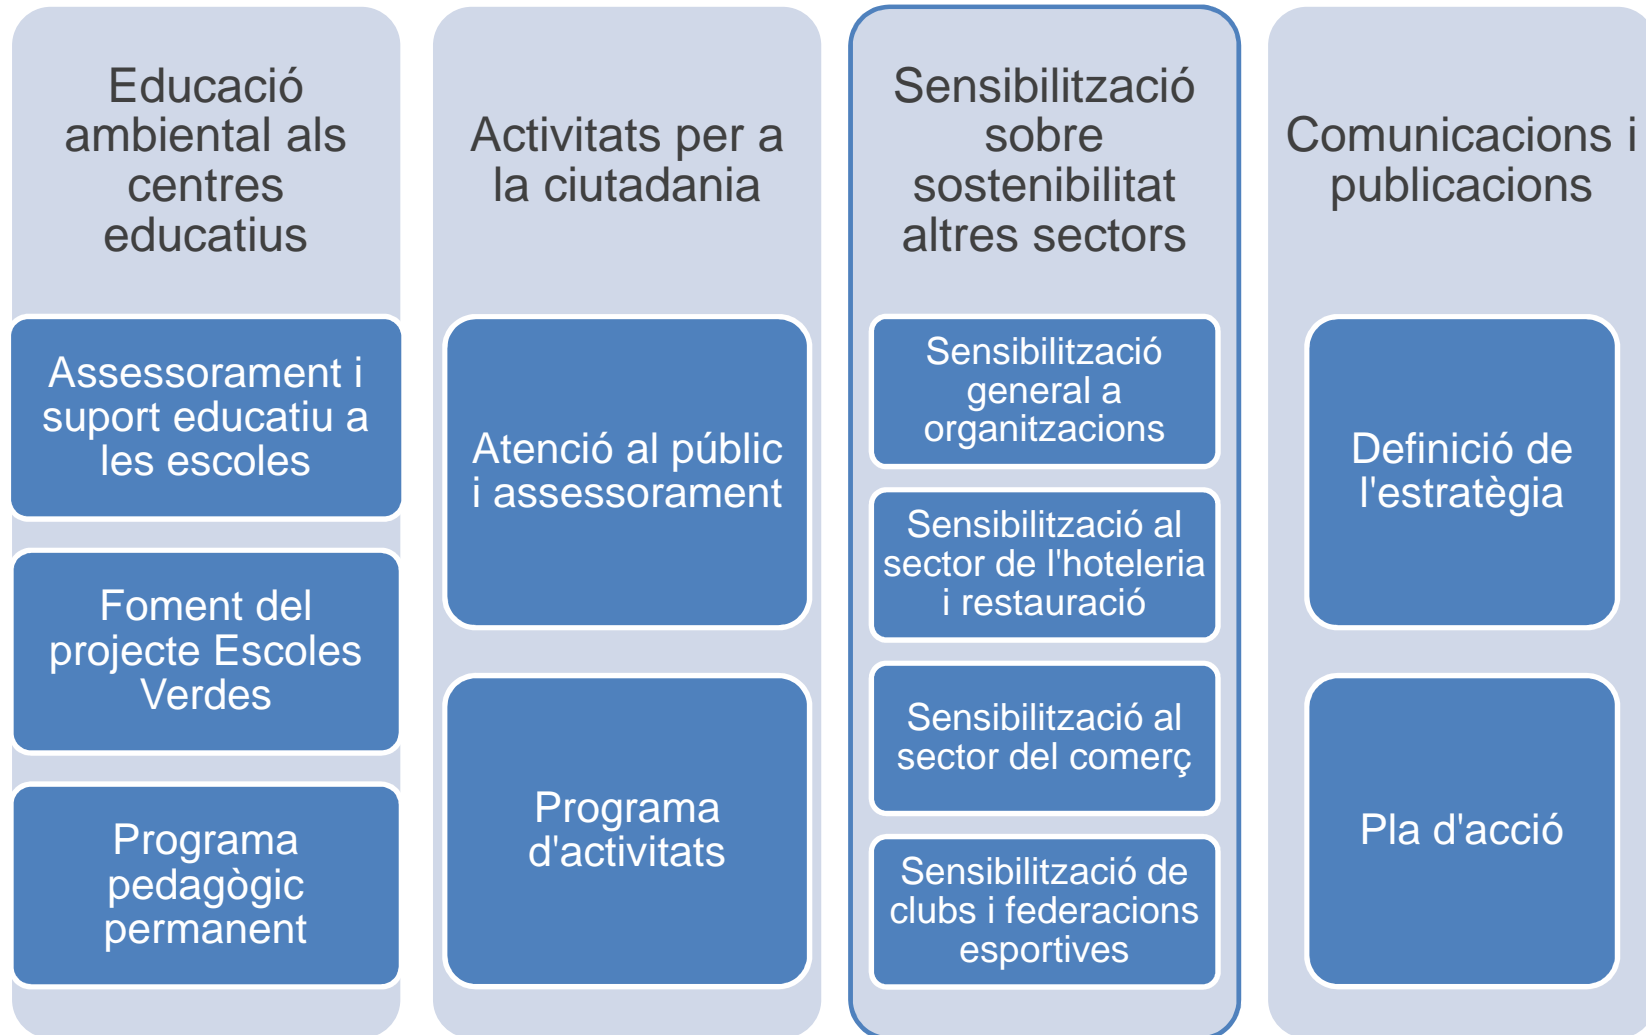 Educació
ambiental als
centres
educatius
Assessorament i
suport educatiu a
les escoles
Foment del
projecte Escoles
Verdes
Programa
pedagògic
permanent
Activitats per a
la ciutadania
Atenció al públic
i assessorament
Programa
d'activitats
Sensibilització
sobre
sostenibilitat
altres sectors
Sensibilització
general a
organitzacions
Sensibilització al
sector de l'hoteleria
i restauració
Sensibilització al
sector del comerç
Sensibilització de
clubs i federacions
esportives
Comunicacions i
publicacions
Definició de
l'estratègia
Pla d'acció